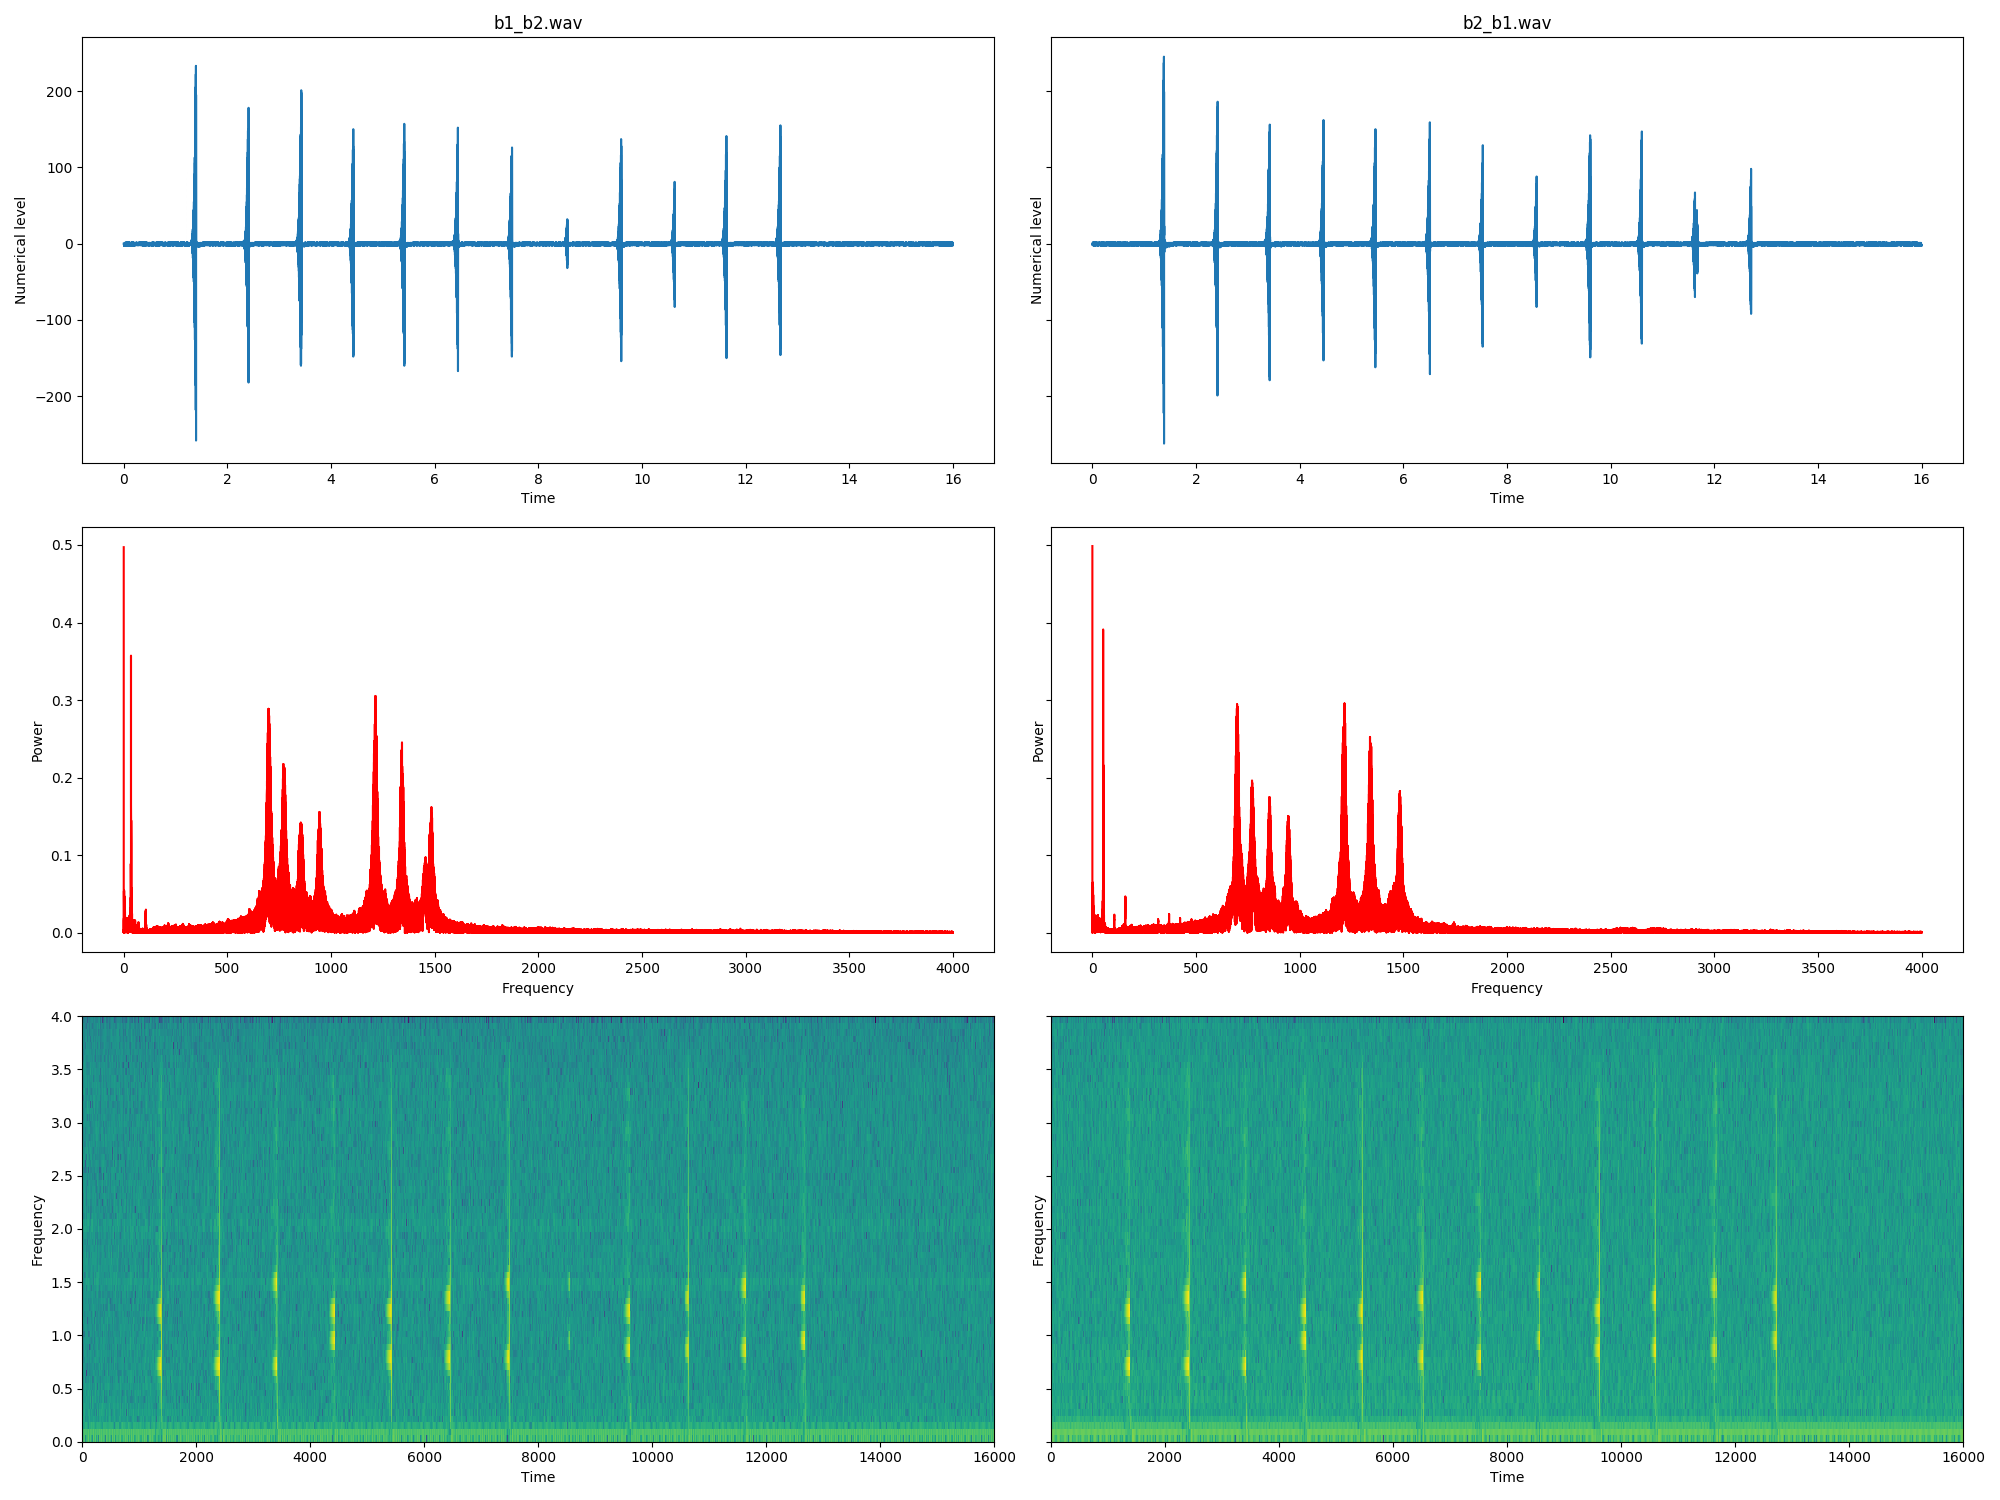 b1_b2.wav
b2_b1.wav
Numerical level
200
100
0
−100
−200
0 2 4 6 8 10 12 14 16
Time
Numerical level
0 2 4 6 8 10 12 14 16
Time
Power
0.5
0.4
0.3
0.2
0.1
0.0
0 500 1000 1500 2000 2500 3000 3500 4000
Frequency
Power
0 500 1000 1500 2000 2500 3000 3500 4000
Frequency
Frequency
4.0
3.5
3.0
2.5
2.0
1.5
1.0
0.5
0.0
0 2000 4000 6000 8000 10000 12000 14000 16000
Time
Frequency
0 2000 4000 6000 8000 10000 12000 14000 16000
Time